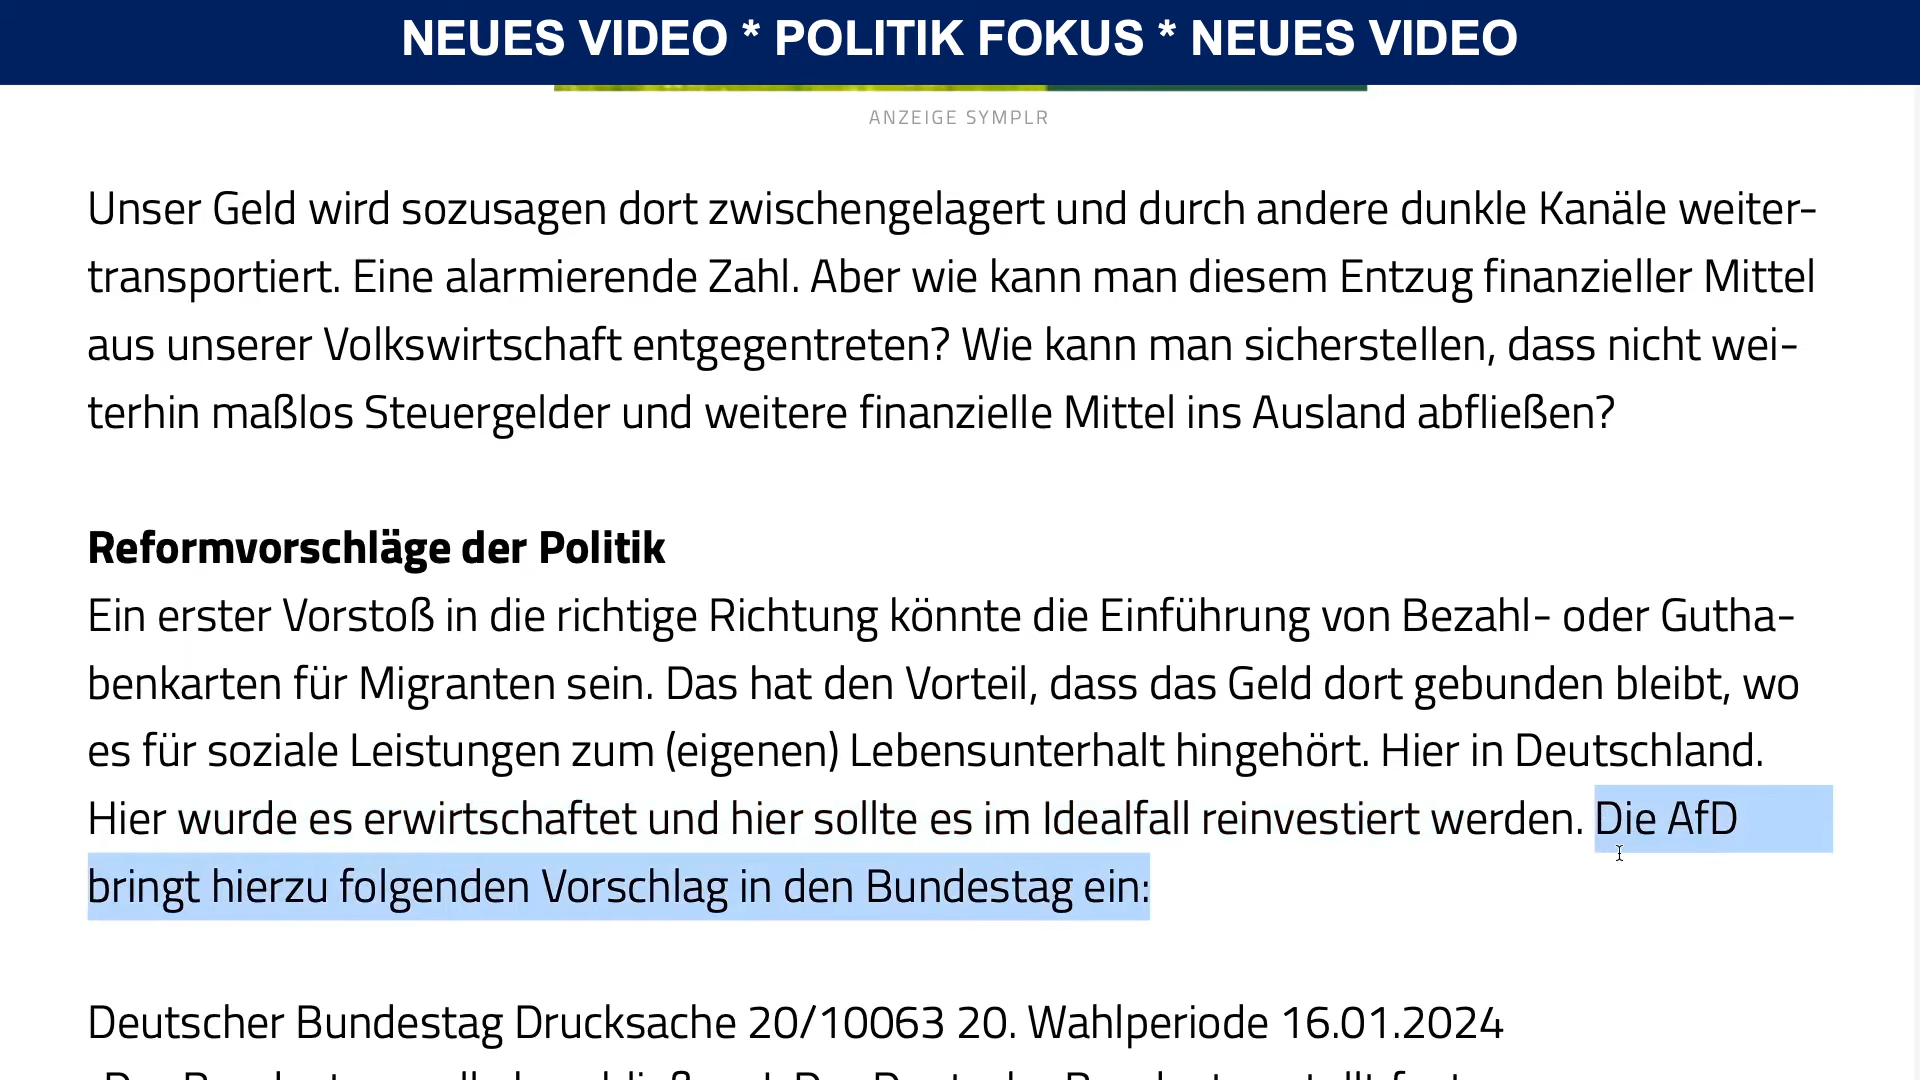 NEUES VIDEO * POLITIK FOKUS * NEUES VIDEO
ANZEIGE SYMPLR
Unser Geld wird sozusagen dort zwischengelagert und durch andere dunkle Kanäle weiter-
transportiert. Eine alarmierende Zahl. Aber wie kann man diesem Entzug finanzieller Mittel
aus unserer Volkswirtschaft entgegentreten? Wie kann man sicherstellen, dass nicht wei-
terhin maßlos Steuergelder und weitere finanzielle Mittel ins Ausland abfließen?
Reformvorschläge der Politik
Ein erster Vorstoß in die richtige Richtung könnte die Einführung von Bezahl- oder Gutha-
benkarten für Migranten sein. Das hat den Vorteil, dass das Geld dort gebunden bleibt, wo
es für soziale Leistungen zum (eigenen) Lebensunterhalt hingehört. Hier in Deutschland.
Hier wurde es erwirtschaftet und hier sollte es im Idealfall reinvestiert werden. Die AfD
bringt hierzu folgenden Vorschlag in den Bundestag ein:
Deutscher Bundestag Drucksache 20/10063 20. Wahlperiode 16.01.2024